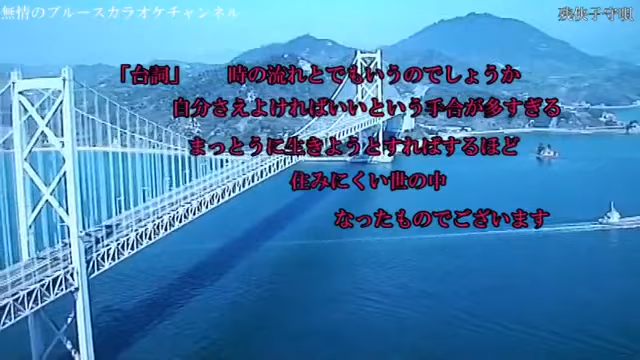 無情のブルースカラオケチャンネル
残侠子守唄
「台詞」 時の流れとでもいうのでしょうか
自分さえよければいいという手合が多すぎる
まっとうに生きようとすればするほど
住みにくい世の中
なったものでございます